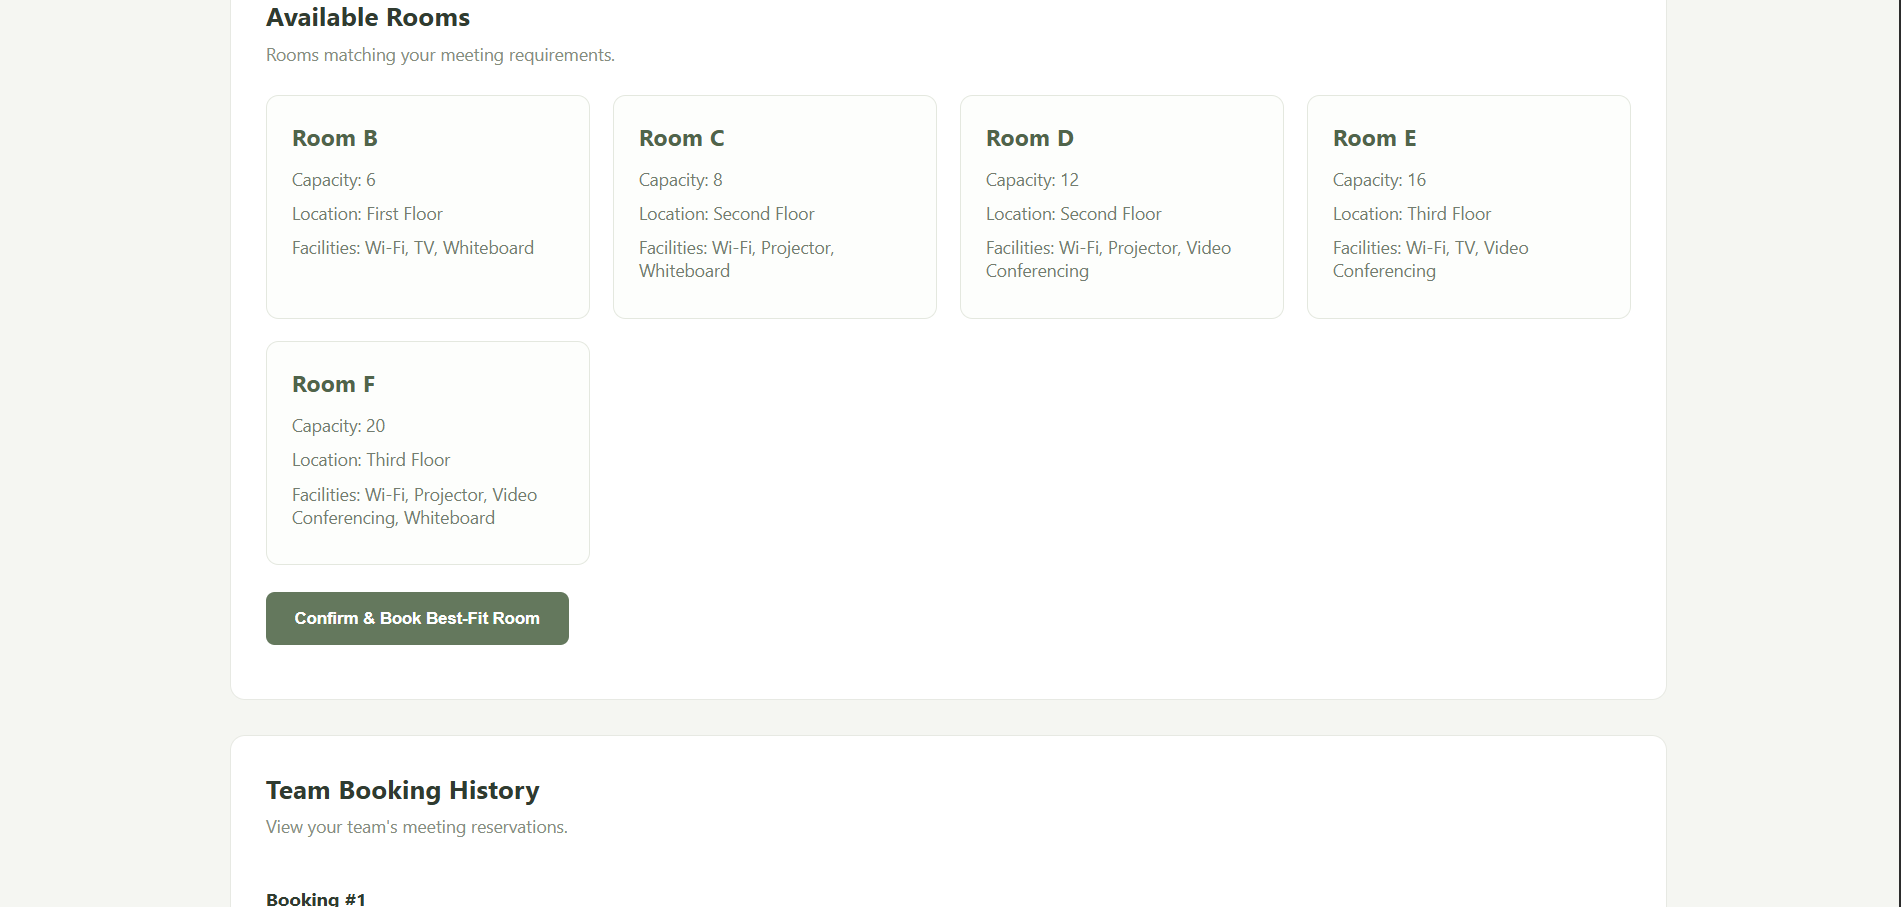 Available Rooms
Rooms matching your meeting requirements.
Room B
Capacity: 6
Location: First Floor
Facilities: Wi-Fi, TV, Whiteboard
Room C
Capacity: 8
Location: Second Floor
Facilities: Wi-Fi, Projector,
Whiteboard
Room D
Capacity: 12
Location: Second Floor
Facilities: Wi-Fi, Projector, Video
Conferencing
Room E
Capacity: 16
Location: Third Floor
Facilities: Wi-Fi, TV, Video
Conferencing
Room F
Capacity: 20
Location: Third Floor
Facilities: Wi-Fi, Projector, Video
Conferencing, Whiteboard
Confirm & Book Best-Fit Room
Team Booking History
View your team's meeting reservations.
Booking #1